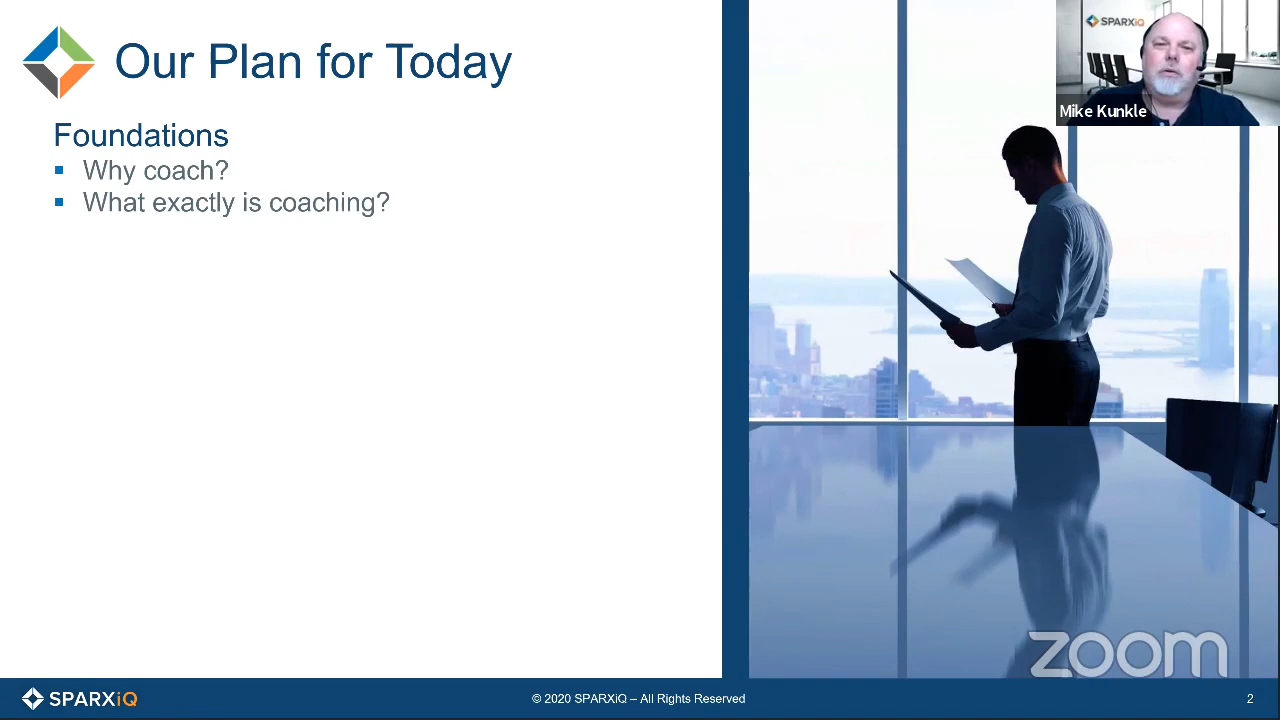 Our Plan for Today
Foundations
Why coach?
What exactly is coaching?
SPARXiQ
Mike Kunkle
zoom
SPARXiQ
© 2020 SPARXiQ – All Rights Reserved
2